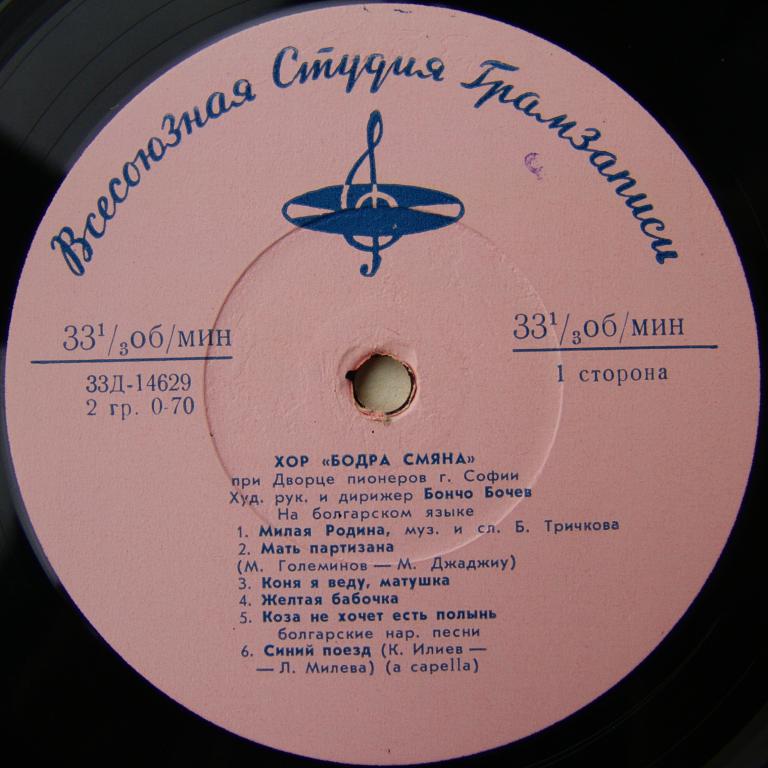 Всесоюзная Студия Грамзаписи
33¹/₃об/мин
33Д-14629
2 гр. 0-70
33¹/₃об/мин
1 сторона
ХОР «БОДРА СМЯНА»
при Дворце пионеров г. Софии
Худ. рук. и дирижер Бончо Бочев
На болгарском языке
1. Милая Родина, муз. и сл. Б. Тричкова
2. Мать партизана
(М. Големинов — М. Джаджиу)
3. Коня я веду, матушка
4. Желтая бабочка
5. Коза не хочет есть полынь
болгарские нар. песни
6. Синий поезд (К. Илиев —
— Л. Милева) (a capella)